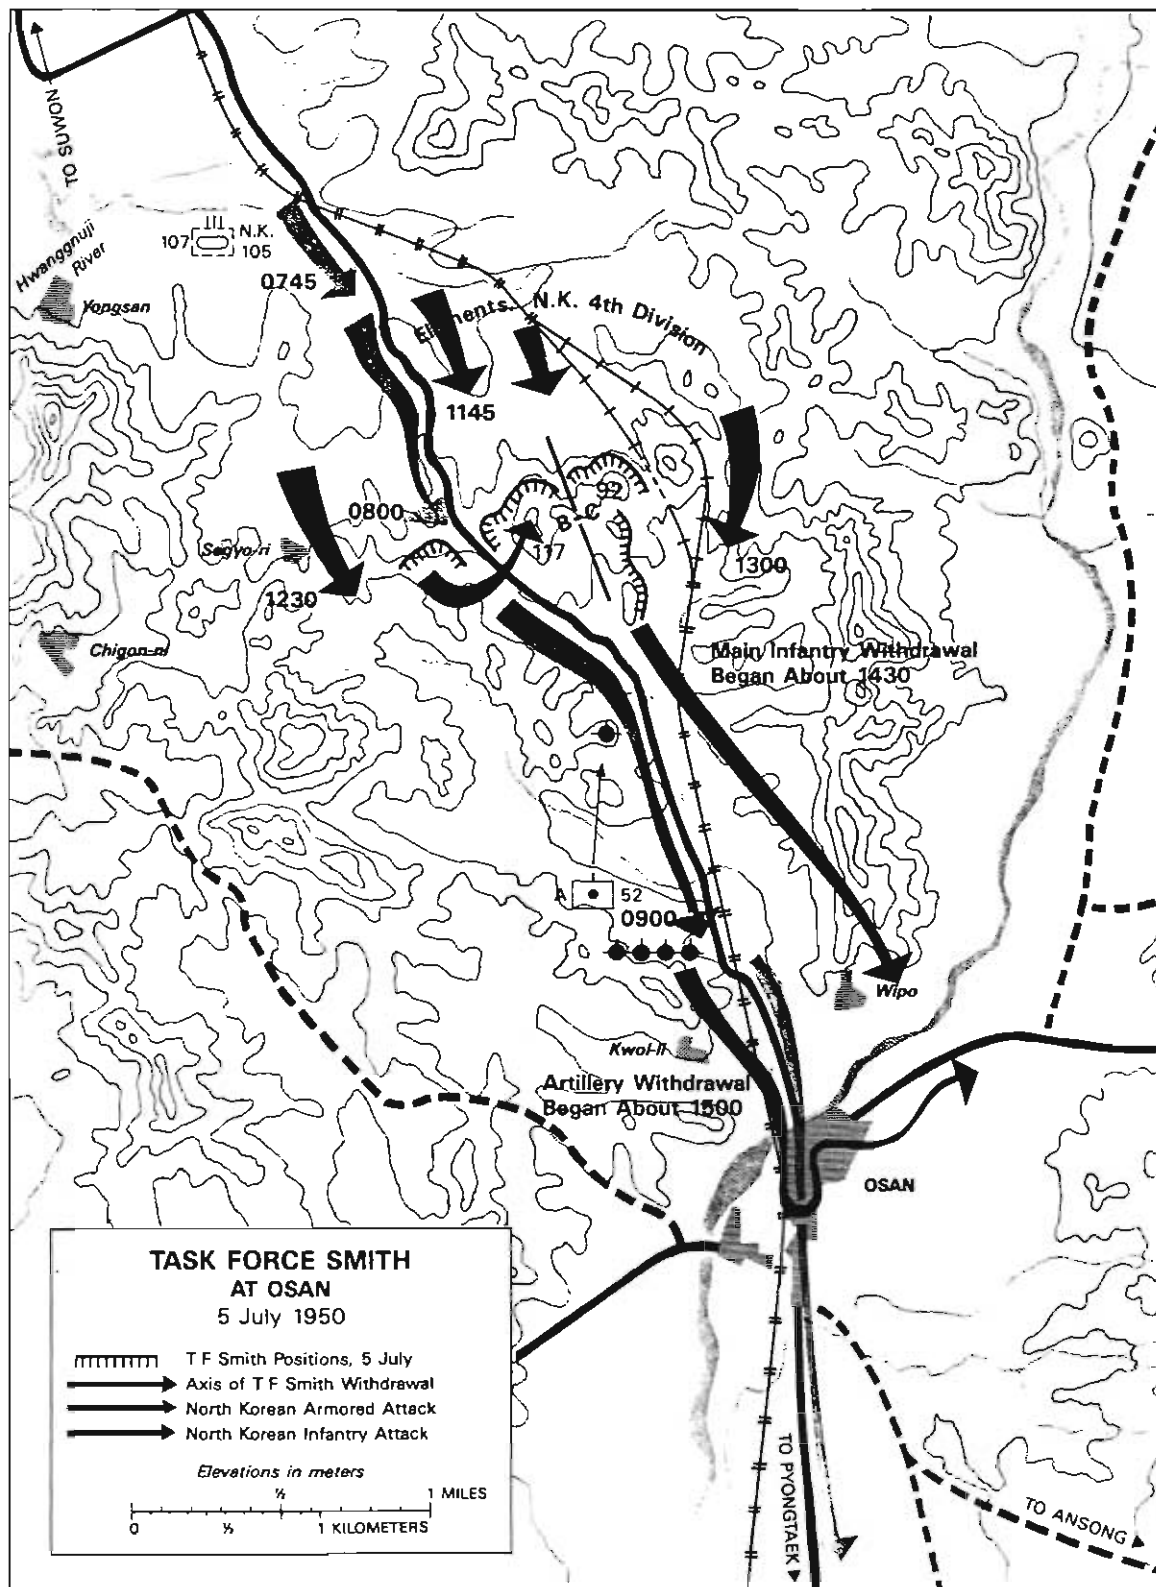 TO SUWON
Hwanggnuji
River
107 N.K.
105
0745
Yongsan
Elements, N.K. 4th Division
1145
0800
92
B C
117
Sagyo-ri
1300
1230
Chigon-ni
Main Infantry Withdrawal
Began About 1430
A 52
0900
Wipo
Kwol-li
Artillery Withdrawal
Began About 1500
OSAN
TASK FORCE SMITH
AT OSAN
5 July 1950
T F Smith Positions, 5 July
Axis of T F Smith Withdrawal
North Korean Armored Attack
North Korean Infantry Attack
Elevations in meters
½ 1 MILES
0 ½ 1 KILOMETERS
TO PYONGTAEK
TO ANSONG